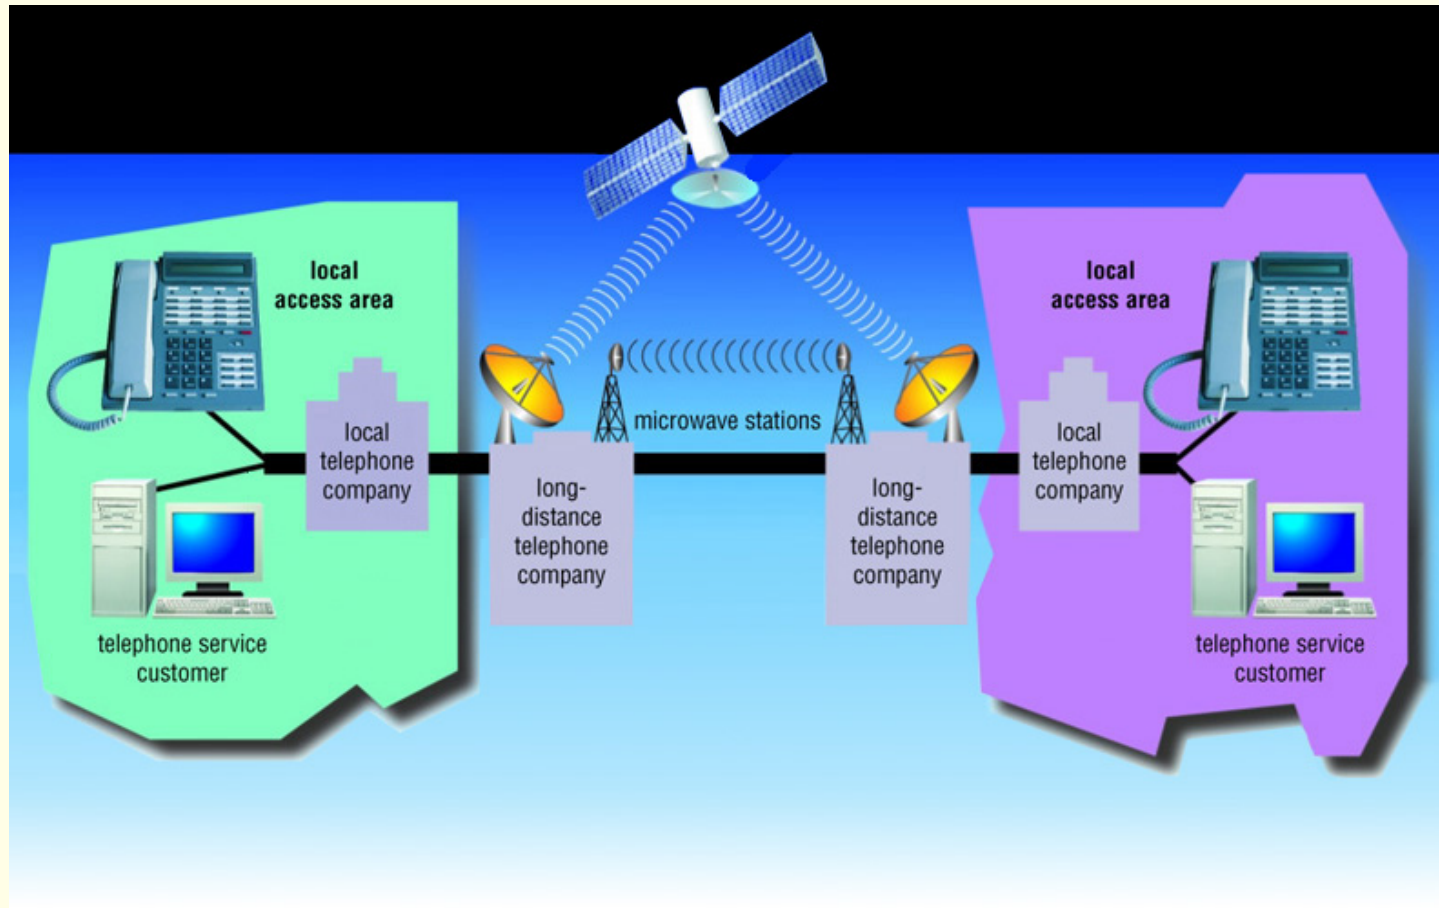 local
access area
local
telephone
company
telephone service
customer
long-
distance
telephone
company
microwave stations
long-
distance
telephone
company
local
access area
local
telephone
company
telephone service
customer